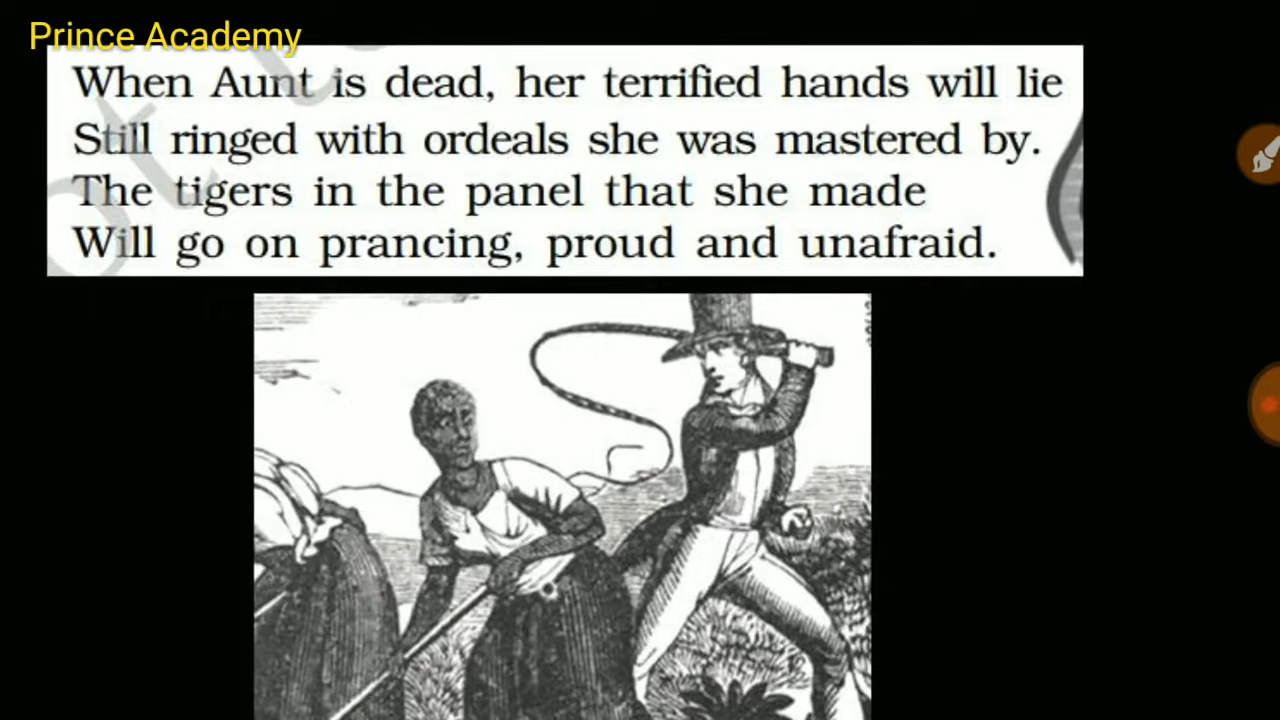 Prince Academy
When Aunt is dead, her terrified hands will lie
Still ringed with ordeals she was mastered by.
The tigers in the panel that she made
Will go on prancing, proud and unafraid.